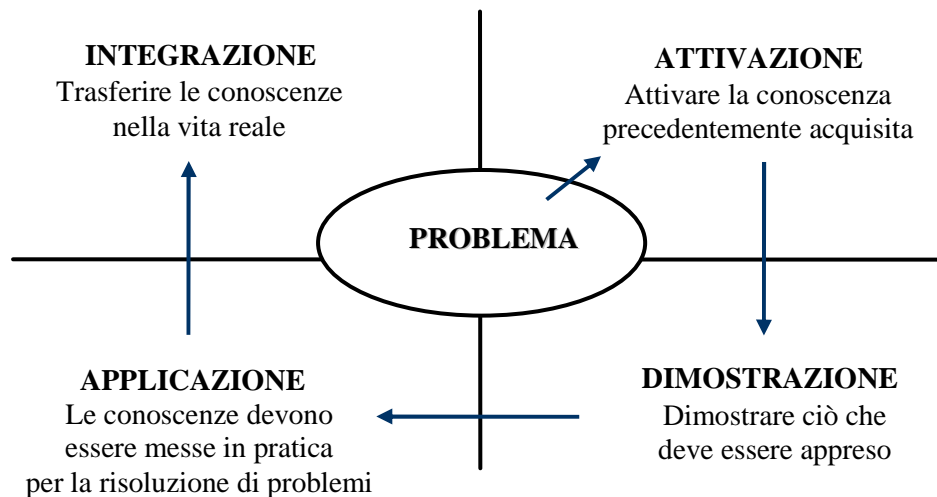 INTEGRAZIONE
Trasferire le conoscenze
nella vita reale
ATTIVAZIONE
Attivare la conoscenza
precedentemente acquisita
PROBLEMA
APPLICAZIONE
Le conoscenze devono
essere messe in pratica
per la risoluzione di problemi
DIMOSTRAZIONE
Dimostrare ciò che
deve essere appreso